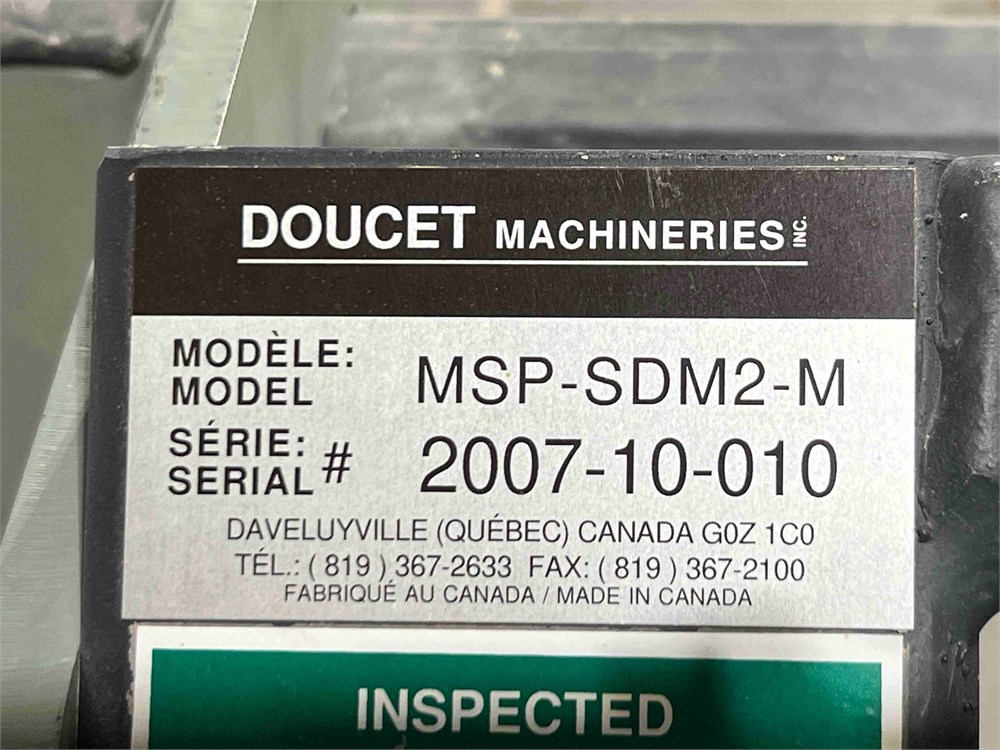 DOUCET MACHINERIES INC.
MODÈLE:
MODEL
MSP-SDM2-M
SÉRIE:
SERIAL #
2007-10-010
DAVELUYVILLE (QUÉBEC) CANADA G0Z 1C0
TÉL.: ( 819 ) 367-2633 FAX: ( 819 ) 367-2100
FABRIQUÉ AU CANADA / MADE IN CANADA
INSPECTED